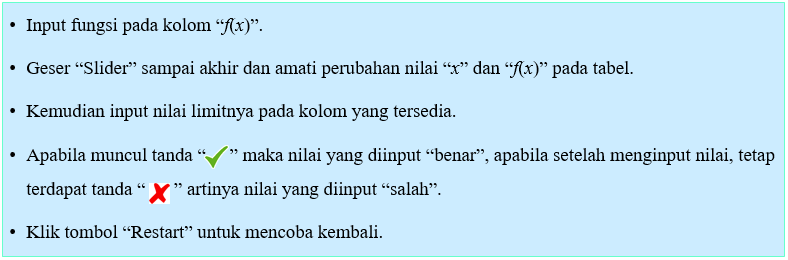 • Input fungsi pada kolom “f(x)”.
• Geser “Slider” sampai akhir dan amati perubahan nilai “x” dan “f(x)” pada tabel.
• Kemudian input nilai limitnya pada kolom yang tersedia.
• Apabila muncul tanda “✓” maka nilai yang diinput “benar”, apabila setelah menginput nilai, tetap
terdapat tanda “ ✗ ” artinya nilai yang diinput “salah”.
• Klik tombol “Restart” untuk mencoba kembali.